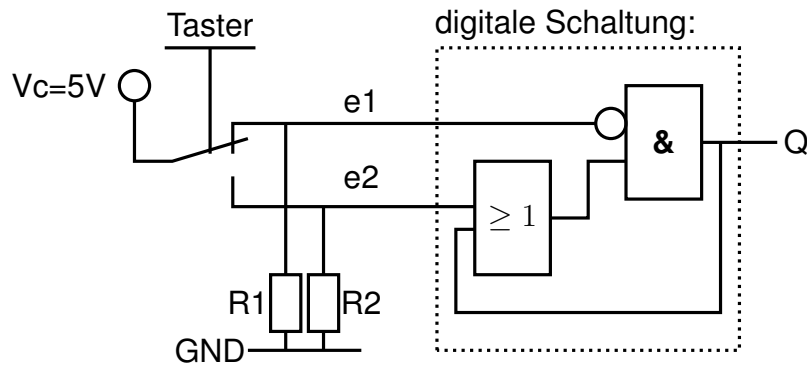 digitale Schaltung:
Taster
Vc=5V
e1
&
Q
e2
≥ 1
R1
R2
GND